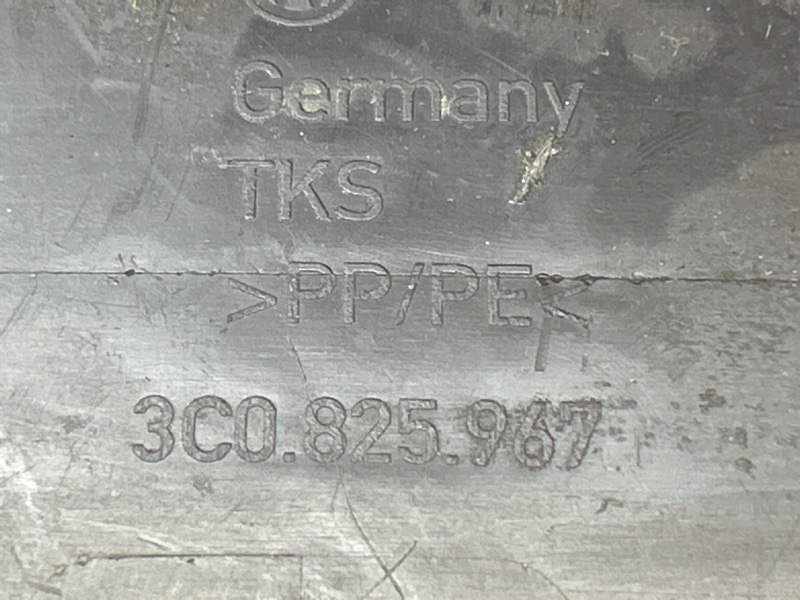 Germany
TKS
>PP/PE<
3C0.825.967